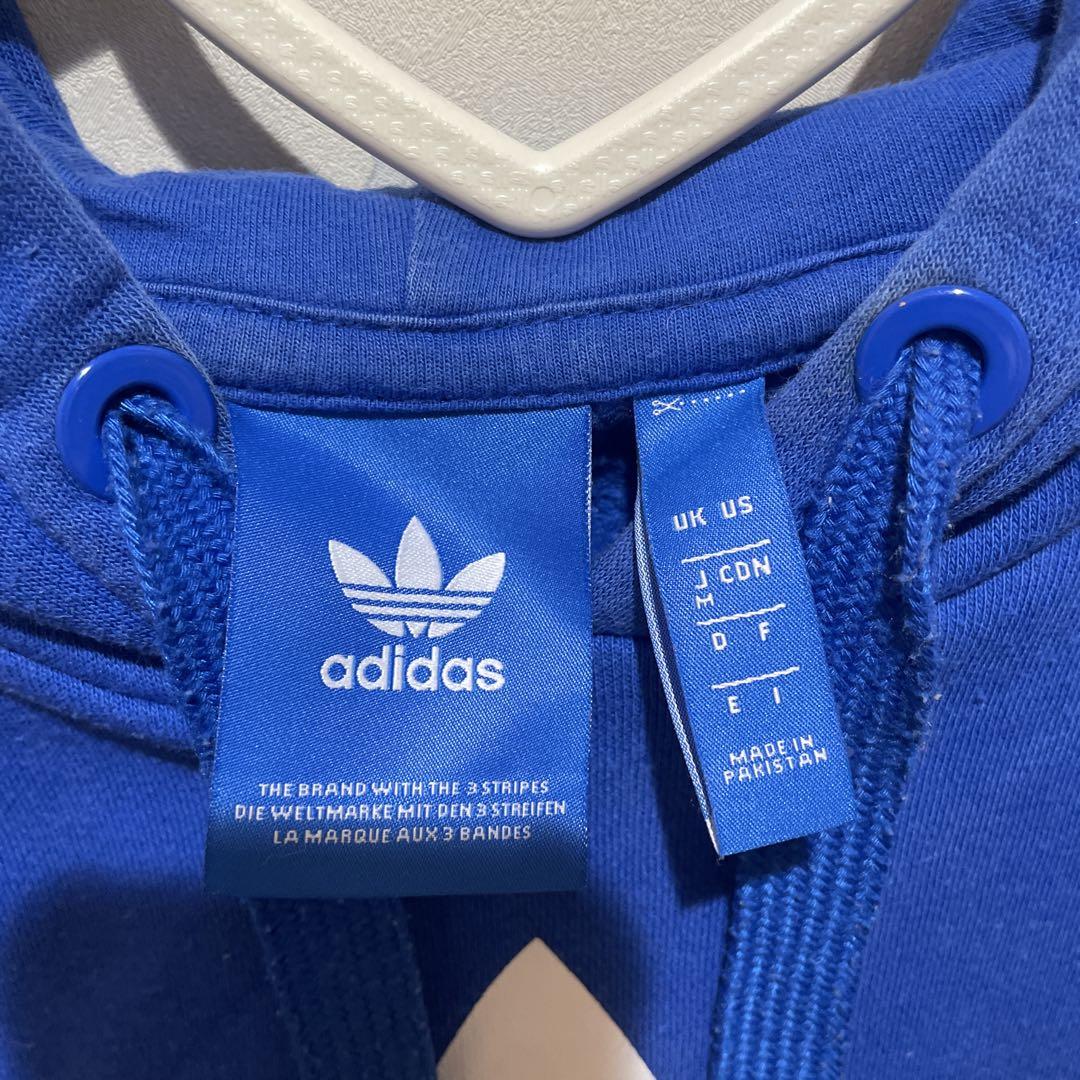 adidas
THE BRAND WITH THE 3 STRIPES
DIE WELTMARKE MIT DEN 3 STREIFEN
LA MARQUE AUX 3 BANDES
UK US
J CDN
M
D F
E I
MADE IN
PAKISTAN